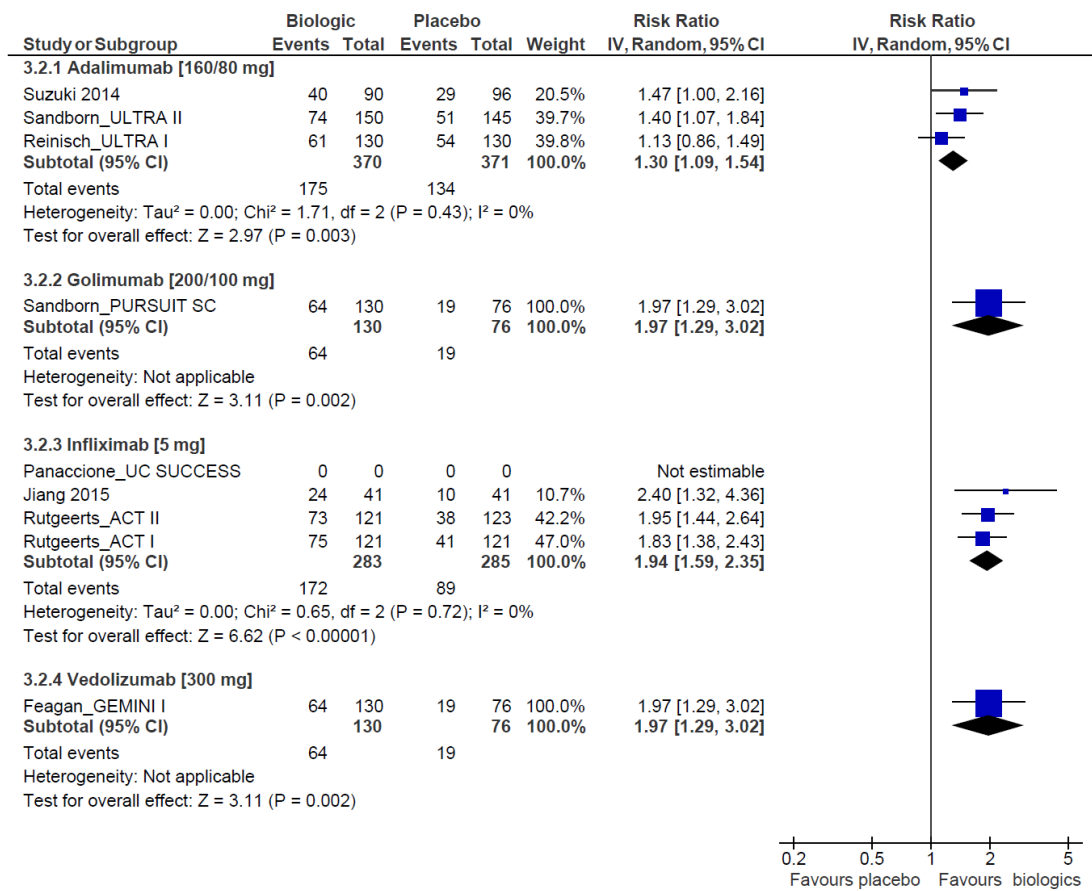 Biologic Placebo Risk Ratio Risk Ratio
Study or Subgroup Events Total Events Total Weight IV, Random, 95% CI IV, Random, 95% CI
3.2.1 Adalimumab [160/80 mg]
Suzuki 2014 40 90 29 96 20.5% 1.47 [1.00, 2.16]
Sandborn_ULTRA II 74 150 51 145 39.7% 1.40 [1.07, 1.84]
Reinisch_ULTRA I 61 130 54 130 39.8% 1.13 [0.86, 1.49]
Subtotal (95% CI) 370 371 100.0% 1.30 [1.09, 1.54]
Total events 175 134
Heterogeneity: Tau² = 0.00; Chi² = 1.71, df = 2 (P = 0.43); I² = 0%
Test for overall effect: Z = 2.97 (P = 0.003)
3.2.2 Golimumab [200/100 mg]
Sandborn_PURSUIT SC 64 130 19 76 100.0% 1.97 [1.29, 3.02]
Subtotal (95% CI) 130 76 100.0% 1.97 [1.29, 3.02]
Total events 64 19
Heterogeneity: Not applicable
Test for overall effect: Z = 3.11 (P = 0.002)
3.2.3 Infliximab [5 mg]
Panaccione_UC SUCCESS 0 0 0 0 Not estimable
Jiang 2015 24 41 10 41 10.7% 2.40 [1.32, 4.36]
Rutgeerts_ACT II 73 121 38 123 42.2% 1.95 [1.44, 2.64]
Rutgeerts_ACT I 75 121 41 121 47.0% 1.83 [1.38, 2.43]
Subtotal (95% CI) 283 285 100.0% 1.94 [1.59, 2.35]
Total events 172 89
Heterogeneity: Tau² = 0.00; Chi² = 0.65, df = 2 (P = 0.72); I² = 0%
Test for overall effect: Z = 6.62 (P < 0.00001)
3.2.4 Vedolizumab [300 mg]
Feagan_GEMINI I 64 130 19 76 100.0% 1.97 [1.29, 3.02]
Subtotal (95% CI) 130 76 100.0% 1.97 [1.29, 3.02]
Total events 64 19
Heterogeneity: Not applicable
Test for overall effect: Z = 3.11 (P = 0.002)
0.2 0.5 1 2 5
Favours placebo Favours biologics